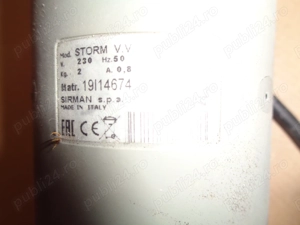 Mod. STORM V.V
V. 230 Hz.50
Kg. 2 A. 0,8
Matr. 19I14674
SIRMAN s.p.a.
MADE IN ITALY
EAC CE